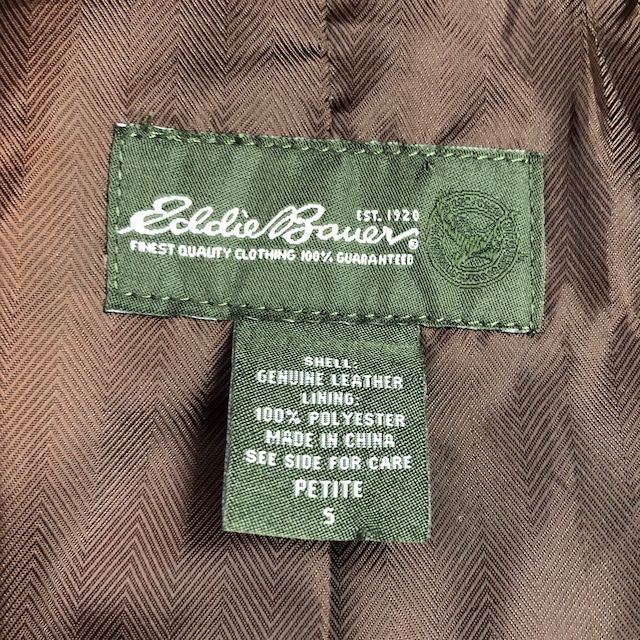 EST. 1920
Eddie Bauer®
FINEST QUALITY CLOTHING 100% GUARANTEED
SHELL:
GENUINE LEATHER
LINING:
100% POLYESTER
MADE IN CHINA
SEE SIDE FOR CARE
PETITE
S